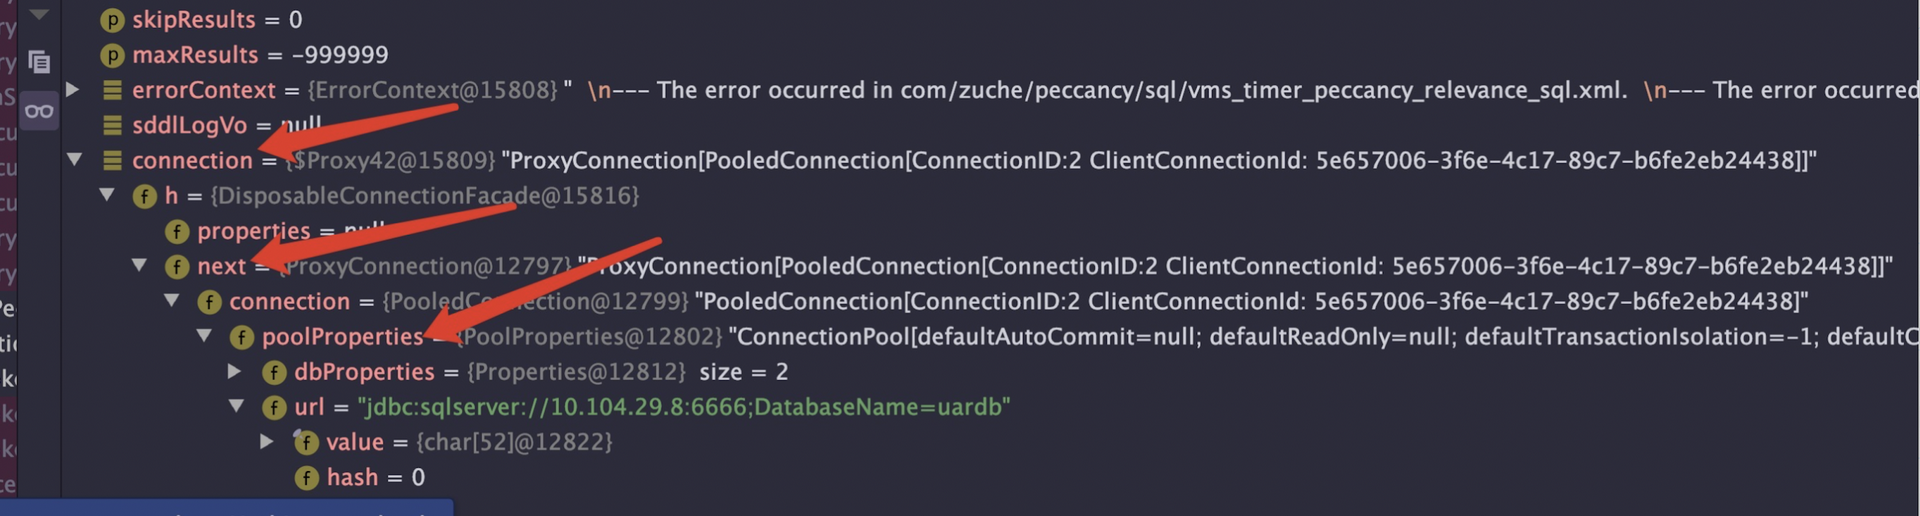 skipResults = 0
maxResults = -999999
errorContext = {ErrorContext@15808} " \n--- The error occurred in com/zuche/peccancy/sql/vms_timer_peccancy_relevance_sql.xml. \n--- The error occurred
sddlLogVo = null
connection = {$Proxy42@15809} "ProxyConnection[PooledConnection[ConnectionID:2 ClientConnectionId: 5e657006-3f6e-4c17-89c7-b6fe2eb24438]]"
h = {DisposableConnectionFacade@15816}
properties = null
next = {ProxyConnection@12797} "ProxyConnection[PooledConnection[ConnectionID:2 ClientConnectionId: 5e657006-3f6e-4c17-89c7-b6fe2eb24438]]"
connection = {PooledConnection@12799} "PooledConnection[ConnectionID:2 ClientConnectionId: 5e657006-3f6e-4c17-89c7-b6fe2eb24438]"
poolProperties = {PoolProperties@12802} "ConnectionPool[defaultAutoCommit=null; defaultReadOnly=null; defaultTransactionIsolation=-1; defaultC
dbProperties = {Properties@12812} size = 2
url = "jdbc:sqlserver://10.104.29.8:6666;DatabaseName=uardb"
value = {char[52]@12822}
hash = 0